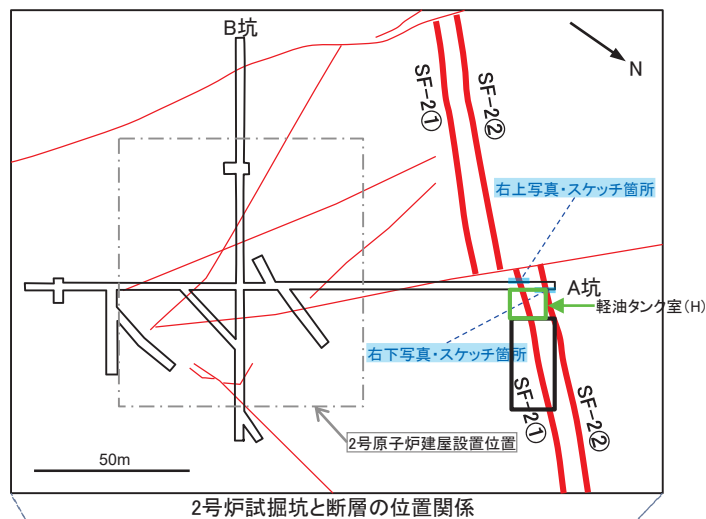 B坑
N
SF-2①
SF-2②
右上写真・スケッチ箇所
A坑
軽油タンク室(H)
右下写真・スケッチ箇所
SF-2①
SF-2②
2号原子炉建屋設置位置
50m
2号炉試掘坑と断層の位置関係